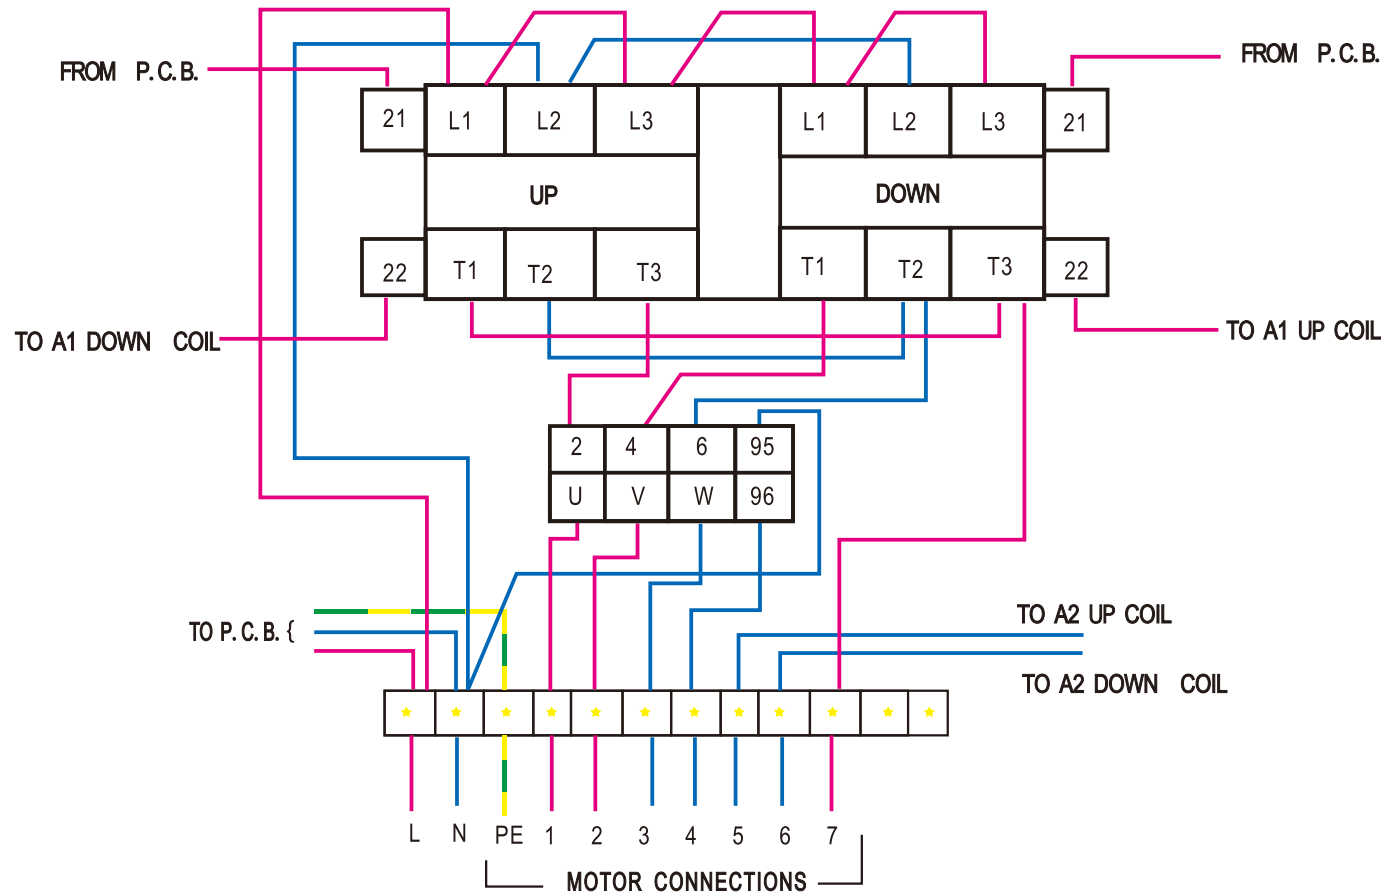 FROM P.C.B.
FROM P.C.B.
21 L1 L2 L3 L1 L2 L3 21
UP DOWN
22 T1 T2 T3 T1 T2 T3 22
TO A1 DOWN COIL
TO A1 UP COIL
2 4 6 95
U V W 96
TO P.C.B. {
TO A2 UP COIL
TO A2 DOWN COIL
L N PE 1 2 3 4 5 6 7
MOTOR CONNECTIONS